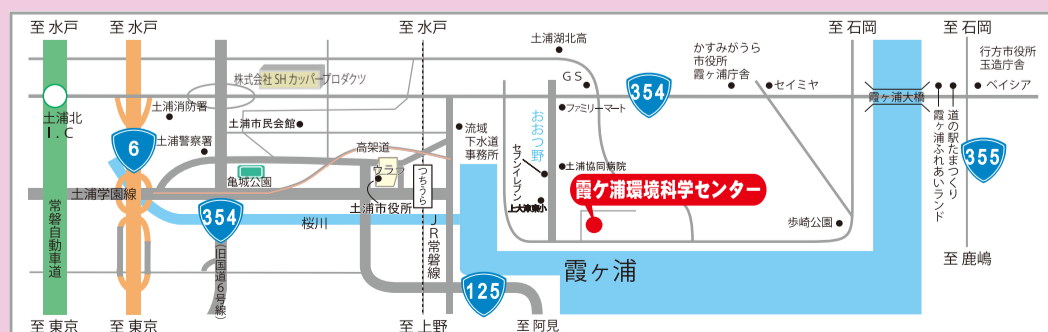 至 水戸
至 水戸
至 水戸
至 石岡
至 石岡
土浦湖北高
かすみがうら
市役所
霞ヶ浦庁舎
行方市役所
玉造庁舎
株式会社 SH カッパープロダクツ
GS
354
セイミヤ
ベイシア
霞ヶ浦大橋
土浦北
I.C
土浦消防署
ファミリーマート
6
土浦市民会館
おおつ野
流域
下水道
事務所
道の駅たまつくり
霞ヶ浦ふれあいランド
土浦警察署
高架道
セブンイレブン
355
亀城公園
ウララ
つちうら
土浦協同病院
霞ケ浦環境科学センター
土浦学園線
土浦市役所
上大津東小
354
桜川
歩崎公園
常磐自動車道
(旧国道6号線)
JR常磐線
霞ヶ浦
至 鹿嶋
125
至 東京
至 東京
至 上野
至 阿見